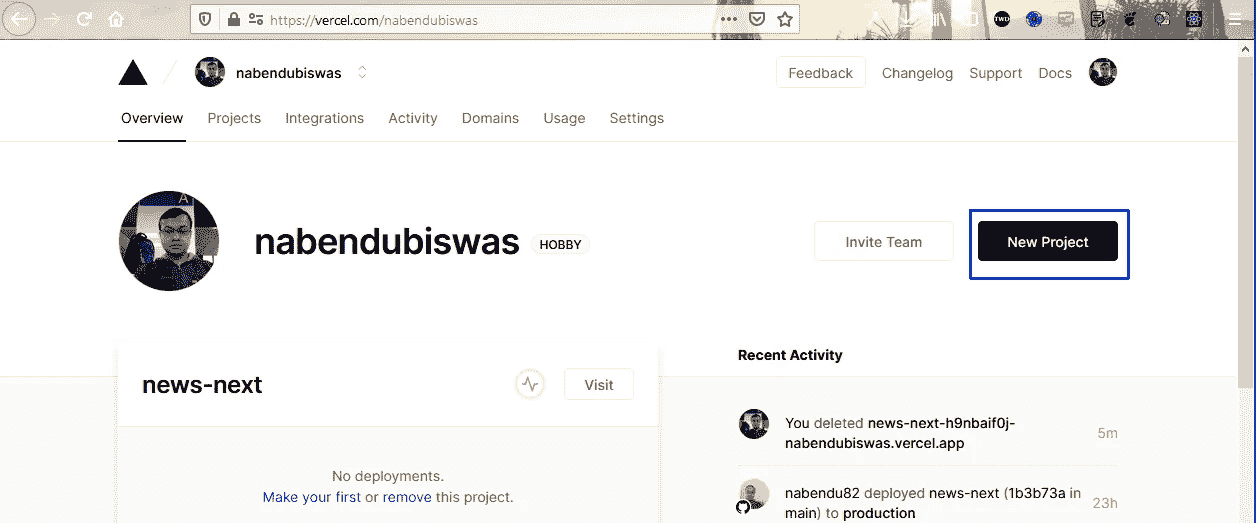 https://vercel.com/nabendubiswas
TWD
nabendubiswas
Feedback Changelog Support Docs
Overview Projects Integrations Activity Domains Usage Settings
nabendubiswas HOBBY
Invite Team
New Project
news-next
Visit
No deployments.
Make your first or remove this project.
Recent Activity
You deleted news-next-h9nbaif0j-
nabendubiswas.vercel.app
5m
nabendu82 deployed news-next (1b3b73a in
main) to production
23h